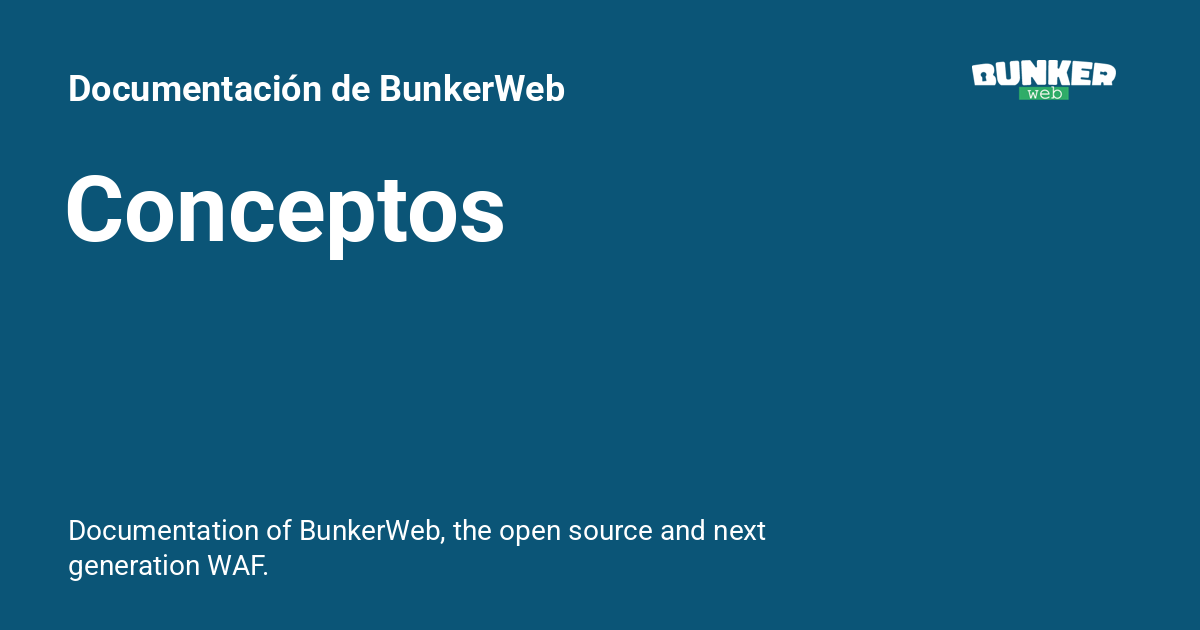 Documentación de BunkerWeb
BUNKER
web
Conceptos
Documentation of BunkerWeb, the open source and next
generation WAF.